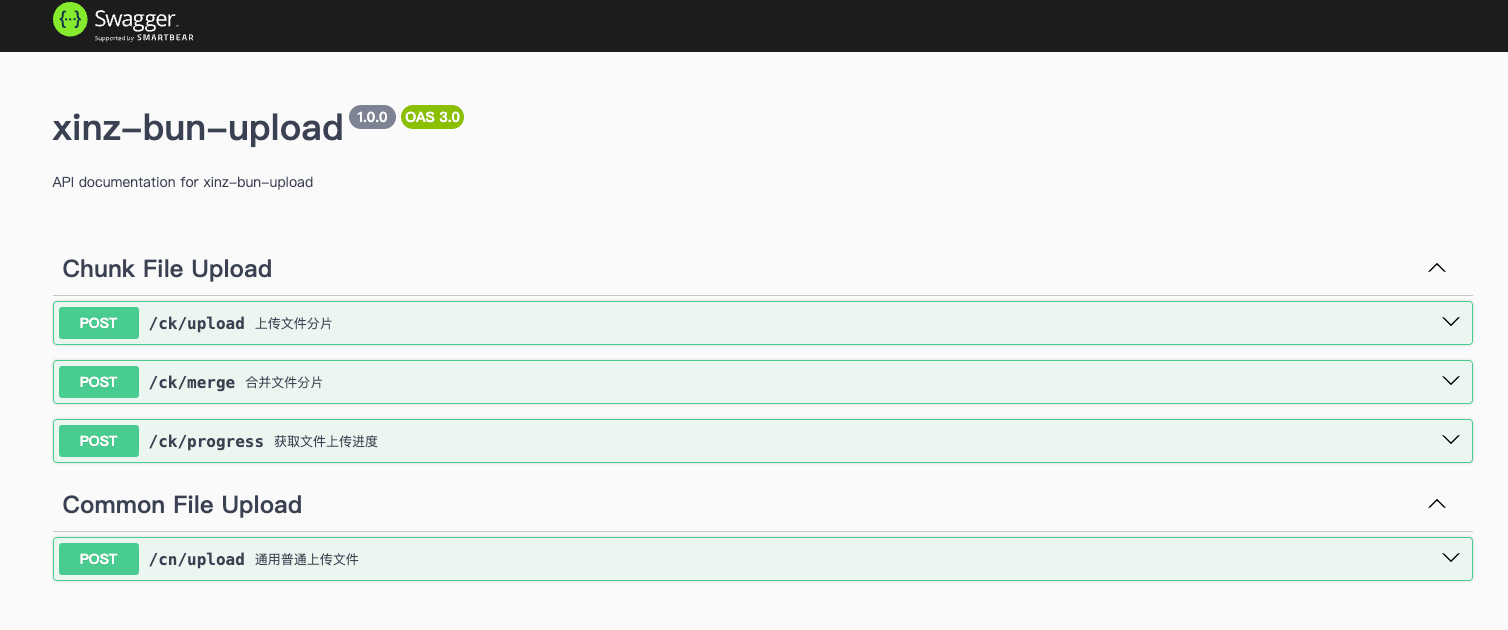 {···} Swagger.
Supported by SMARTBEAR
xinz-bun-upload 1.0.0 OAS 3.0
API documentation for xinz-bun-upload
Chunk File Upload
POST /ck/upload 上传文件分片
POST /ck/merge 合并文件分片
POST /ck/progress 获取文件上传进度
Common File Upload
POST /cn/upload 通用普通上传文件